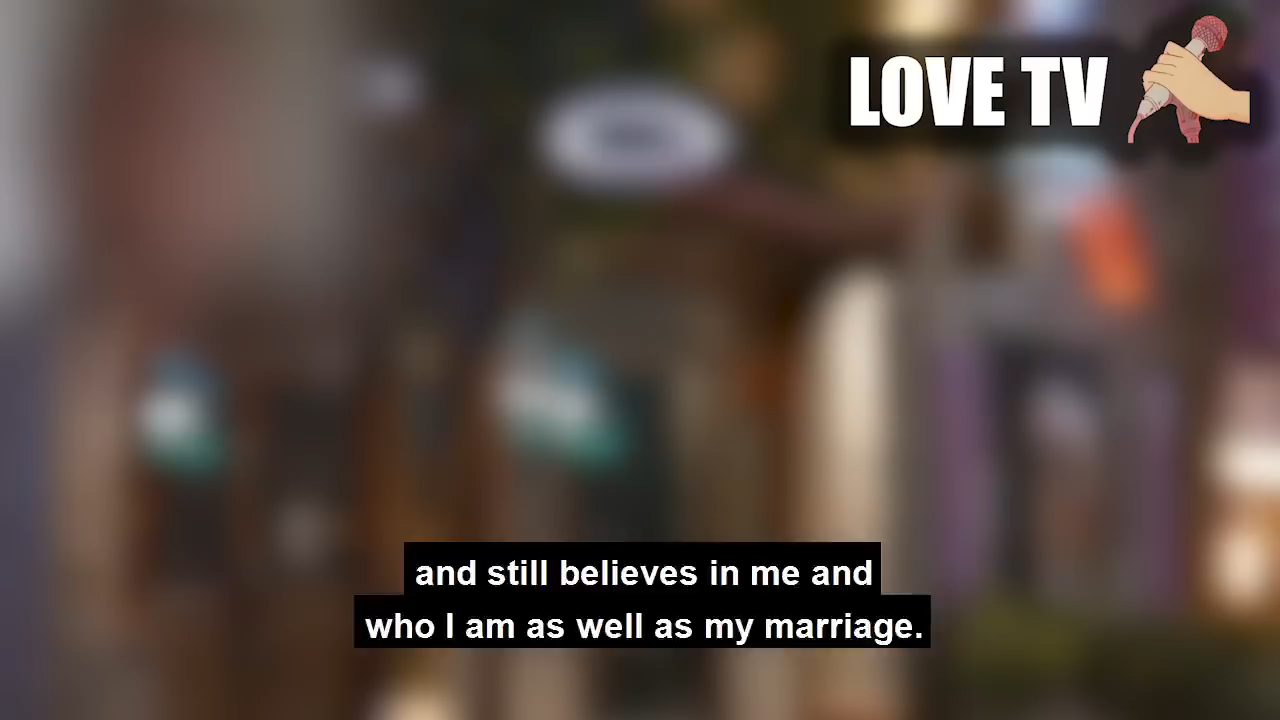 LOVE TV
and still believes in me and
who I am as well as my marriage.